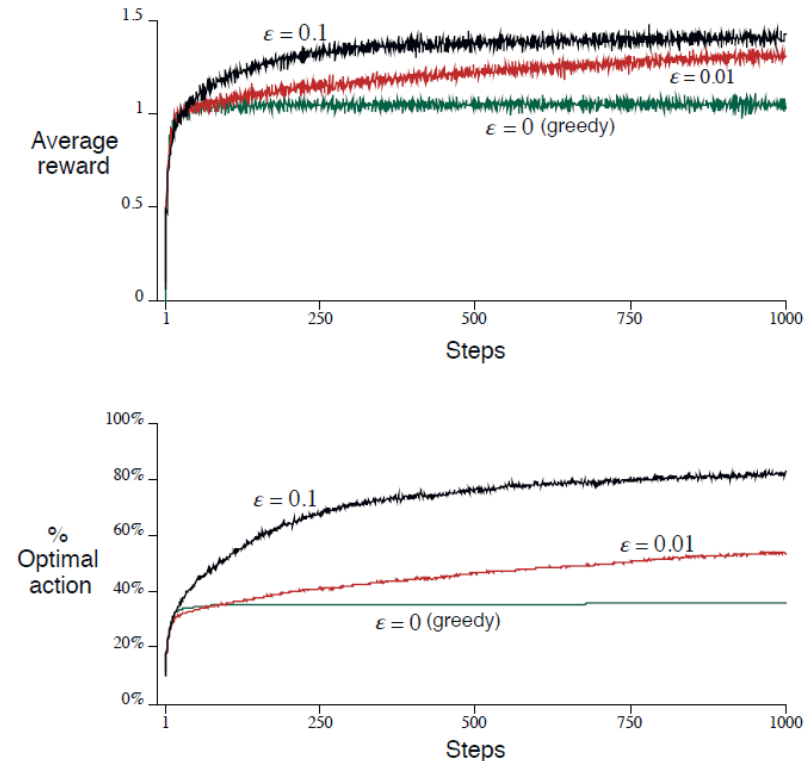 1.5
ε = 0.1
ε = 0.01
1
ε = 0 (greedy)
Average
reward
0.5
0
1 250 500 750 1000
Steps
100%
80%
ε = 0.1
60%
%
Optimal
action
ε = 0.01
40%
ε = 0 (greedy)
20%
0%
1 250 500 750 1000
Steps